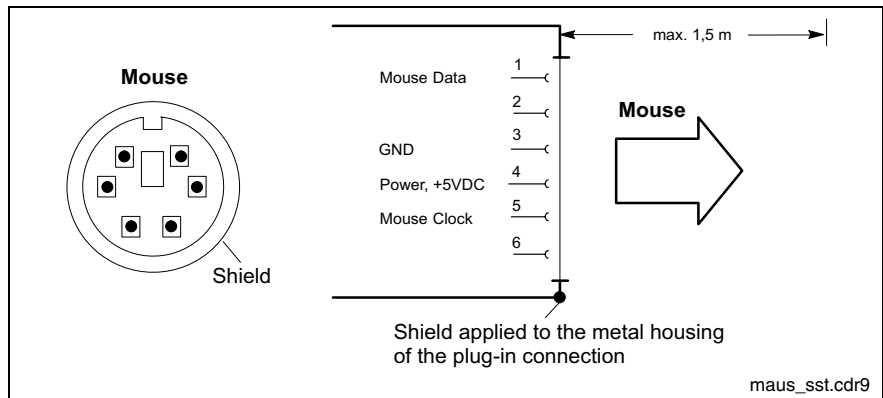 Mouse
Shield
max. 1,5 m
Mouse Data
1
2
GND
3
Power, +5VDC
4
Mouse Clock
5
6
Mouse
Shield applied to the metal housing
of the plug-in connection
maus_sst.cdr9